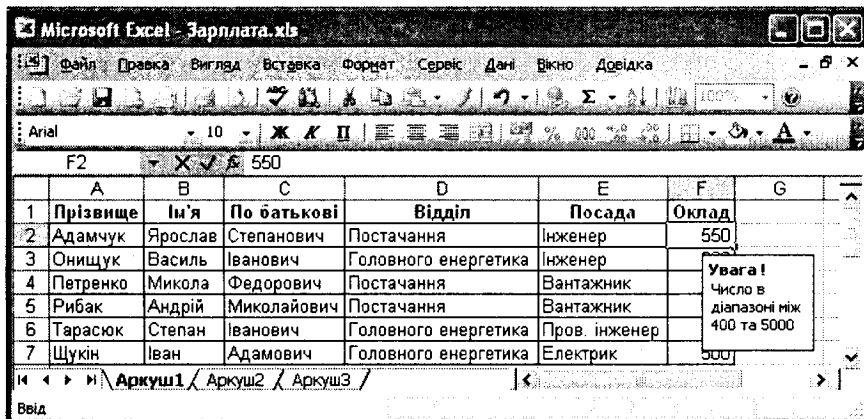 Microsoft Excel - Зарплата.xls
Файл Правка Вигляд Вставка Формат Сервіс Дані Вікно Довідка
100%
Arial 10 Ж К П % 000
F2 550
A B C D E F G
1 Прізвище Ім'я По батькові Відділ Посада Оклад
2 Адамчук Ярослав Степанович Постачання Інженер 550
3 Онищук Василь Іванович Головного енергетика Інженер
4 Петренко Микола Федорович Постачання Вантажник
5 Рибак Андрій Миколайович Постачання Вантажник
6 Тарасюк Степан Іванович Головного енергетика Пров. інженер
7 Щукін Іван Адамович Головного енергетика Електрик 500
Увага !
Число в
діапазоні між
400 та 5000
Аркуш1 Аркуш2 Аркуш3
Ввід